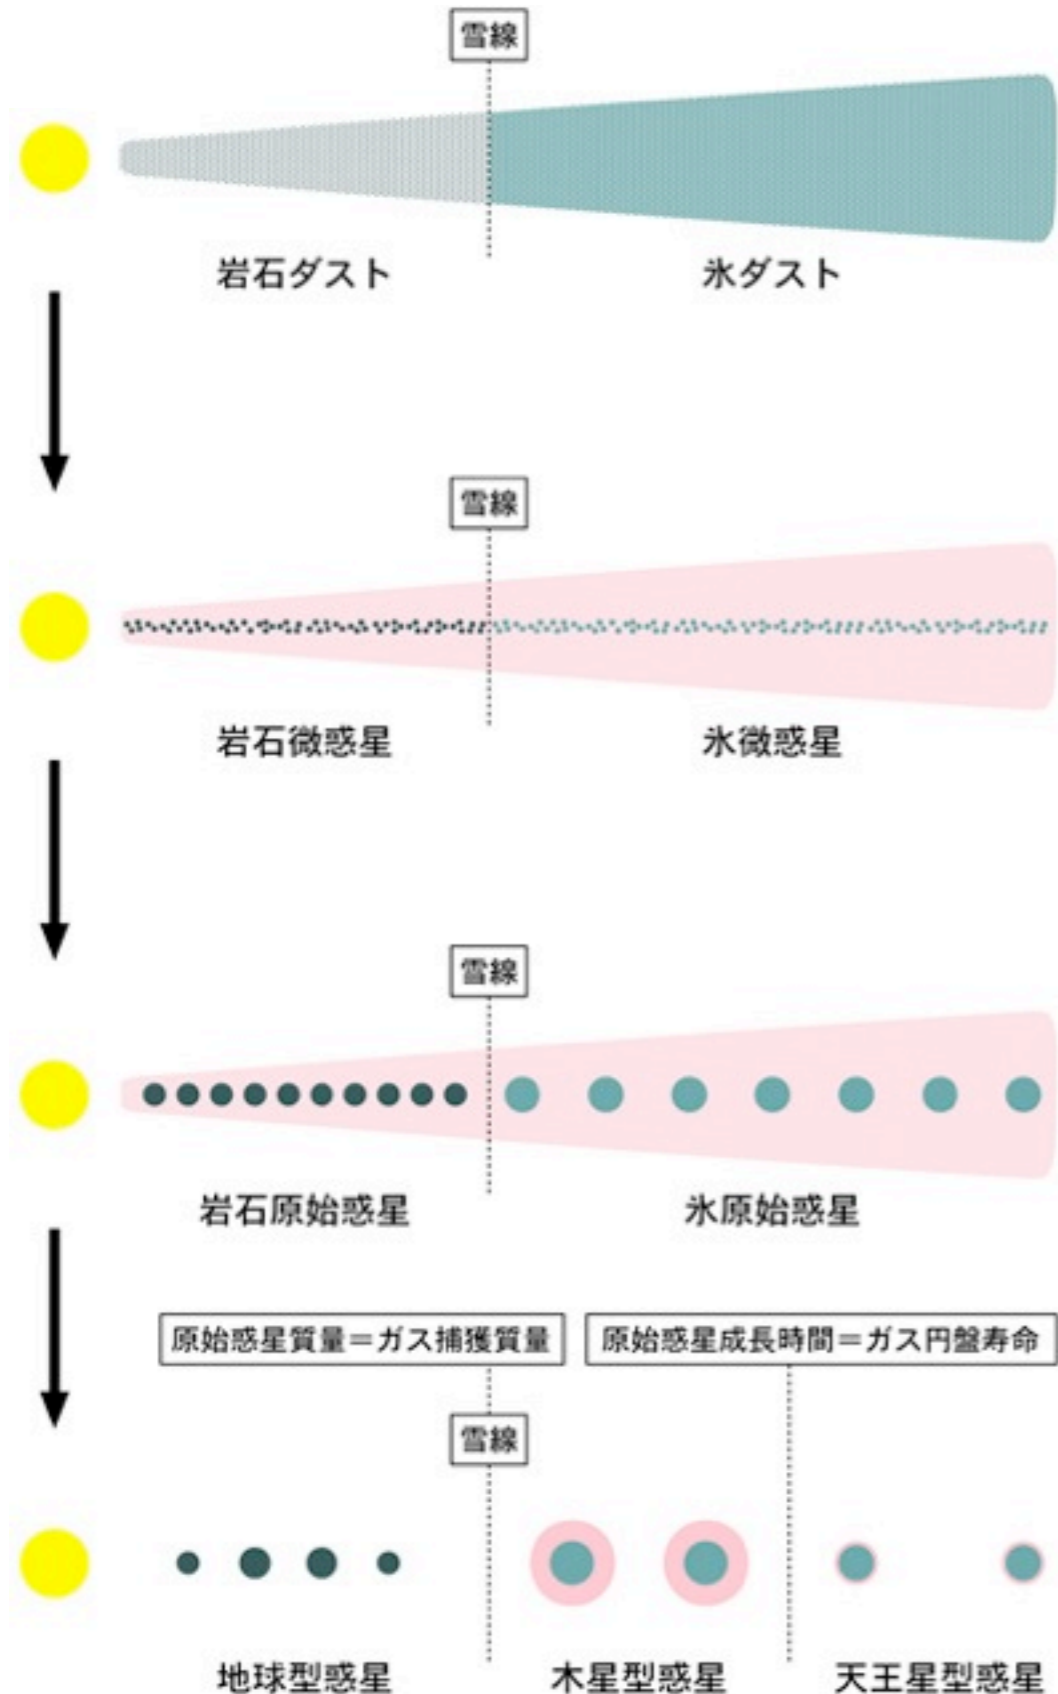 雪線
岩石ダスト
氷ダスト
雪線
岩石微惑星
氷微惑星
雪線
岩石原始惑星
氷原始惑星
原始惑星質量＝ガス捕獲質量
原始惑星成長時間＝ガス円盤寿命
雪線
地球型惑星
木星型惑星
天王星型惑星